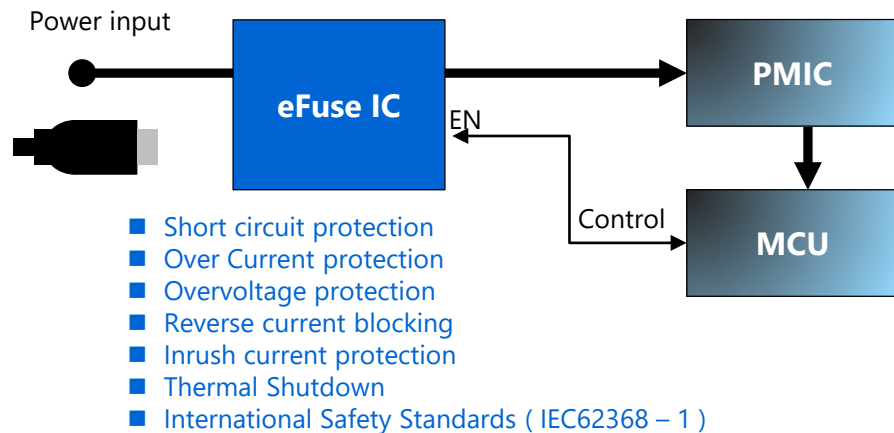 Power input
eFuse IC
PMIC
EN
Control
MCU
Short circuit protection
Over Current protection
Overvoltage protection
Reverse current blocking
Inrush current protection
Thermal Shutdown
International Safety Standards ( IEC62368 – 1 )